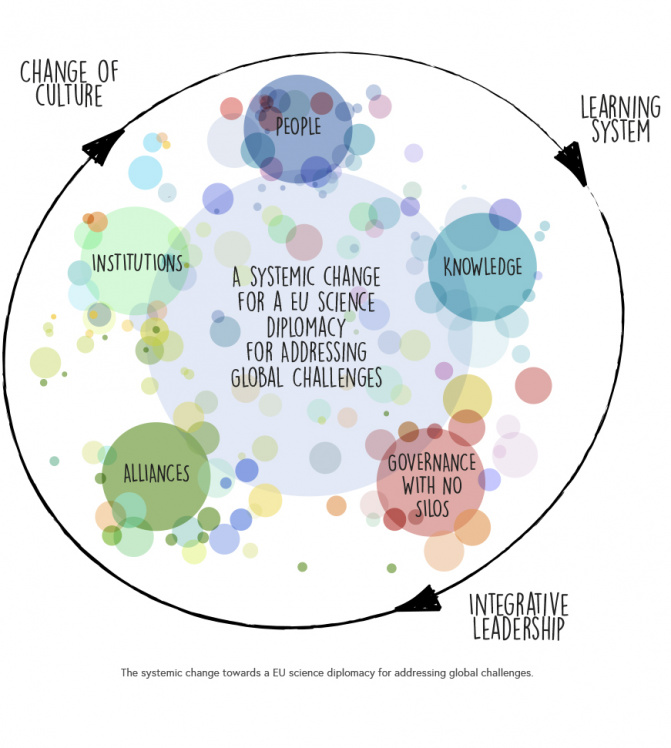 CHANGE OF
CULTURE
LEARNING
SYSTEM
PEOPLE
INSTITUTIONS
KNOWLEDGE
A SYSTEMIC CHANGE
FOR A EU SCIENCE
DIPLOMACY
FOR ADDRESSING
GLOBAL CHALLENGES
ALLIANCES
GOVERNANCE
WITH NO
SILOS
INTEGRATIVE
LEADERSHIP
The systemic change towards a EU science diplomacy for addressing global challenges.